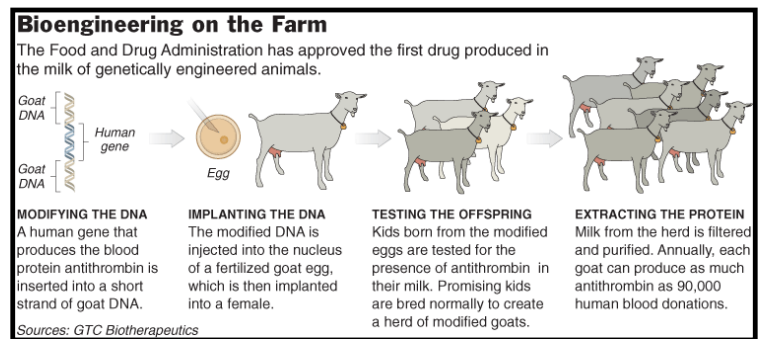 Bioengineering on the Farm
The Food and Drug Administration has approved the first drug produced in
the milk of genetically engineered animals.
Goat
DNA
Human
gene
Goat
DNA
Egg
MODIFYING THE DNA
A human gene that
produces the blood
protein antithrombin is
inserted into a short
strand of goat DNA.
IMPLANTING THE DNA
The modified DNA is
injected into the nucleus
of a fertilized goat egg,
which is then implanted
into a female.
TESTING THE OFFSPRING
Kids born from the modified
eggs are tested for the
presence of antithrombin in
their milk. Promising kids
are bred normally to create
a herd of modified goats.
EXTRACTING THE PROTEIN
Milk from the herd is filtered
and purified. Annually, each
goat can produce as much
antithrombin as 90,000
human blood donations.
Sources: GTC Biotherapeutics